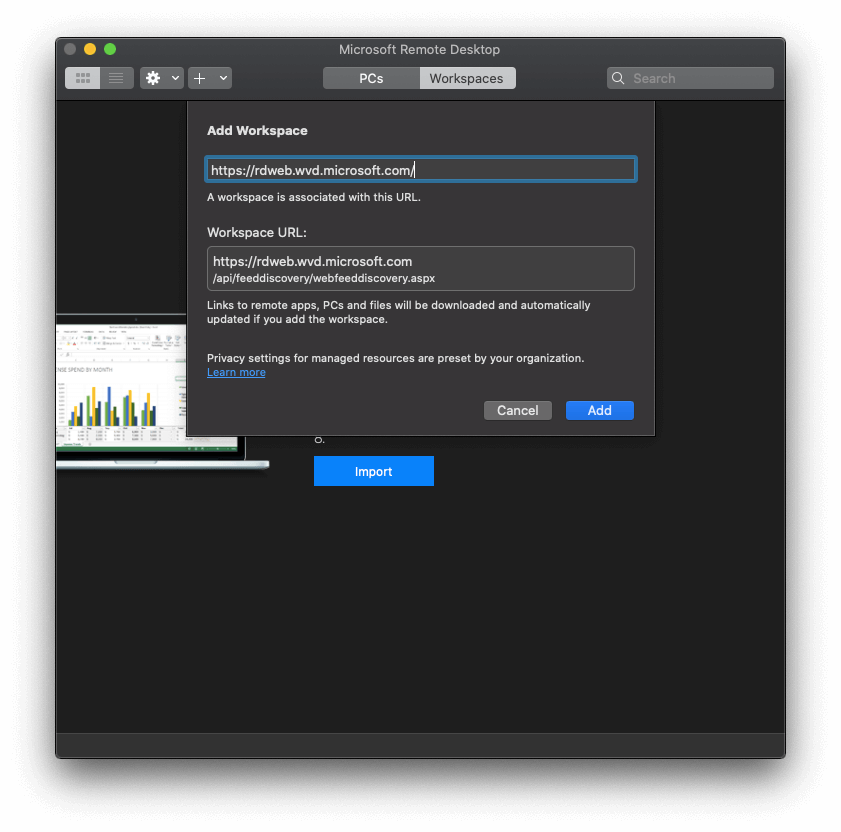 Microsoft Remote Desktop
PCs
Workspaces
Search
Add Workspace
https://rdweb.wvd.microsoft.com/
A workspace is associated with this URL.
Workspace URL:
https://rdweb.wvd.microsoft.com
/api/feeddiscovery/webfeeddiscovery.aspx
Links to remote apps, PCs and files will be downloaded and automatically
updated if you add the workspace.
Privacy settings for managed resources are preset by your organization.
Learn more
Cancel
Add
NSE SPEND BY MONTH
Import